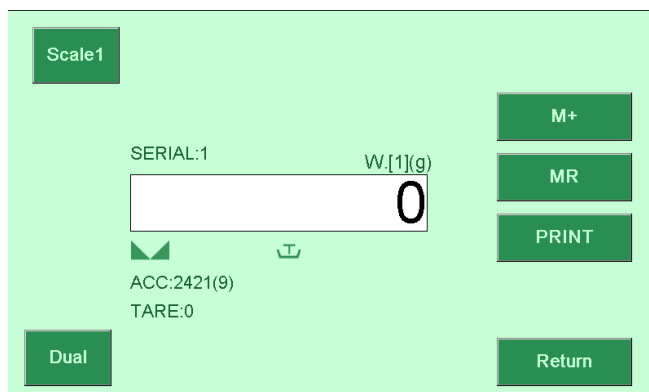 Scale1
M+
SERIAL:1
W.[1](g)
MR
0
PRINT
T
ACC:2421(9)
TARE:0
Dual
Return